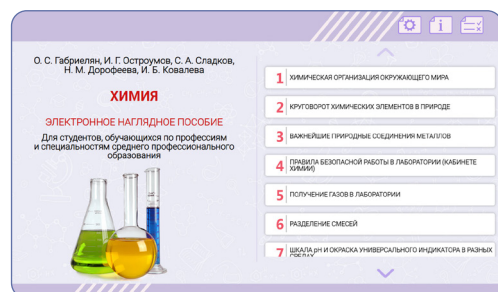 О. С. Габриелян, И. Г. Остроумов, С. А. Сладков,
Н. М. Дорофеева, И. Б. Ковалева
ХИМИЯ
ЭЛЕКТРОННОЕ НАГЛЯДНОЕ ПОСОБИЕ
Для студентов, обучающихся по профессиям
и специальностям среднего профессионального
образования
1 ХИМИЧЕСКАЯ ОРГАНИЗАЦИЯ ОКРУЖАЮЩЕГО МИРА
2 КРУГОВОРОТ ХИМИЧЕСКИХ ЭЛЕМЕНТОВ В ПРИРОДЕ
3 ВАЖНЕЙШИЕ ПРИРОДНЫЕ СОЕДИНЕНИЯ МЕТАЛЛОВ
4 ПРАВИЛА БЕЗОПАСНОЙ РАБОТЫ В ЛАБОРАТОРИИ (КАБИНЕТЕ
ХИМИИ)
5 ПОЛУЧЕНИЕ ГАЗОВ В ЛАБОРАТОРИИ
6 РАЗДЕЛЕНИЕ СМЕСЕЙ
7 ШКАЛА pH И ОКРАСКА УНИВЕРСАЛЬНОГО ИНДИКАТОРА В РАЗНЫХ
СРЕДАХ